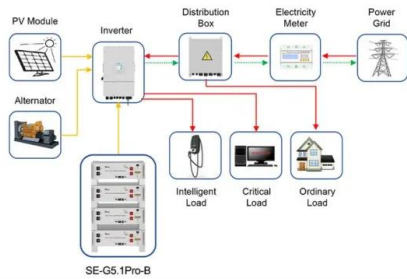 PV Module
Inverter
Distribution
Box
Electricity
Meter
Power
Grid
Alternator
Intelligent
Load
Critical
Load
Ordinary
Load
SE-G5.1Pro-B